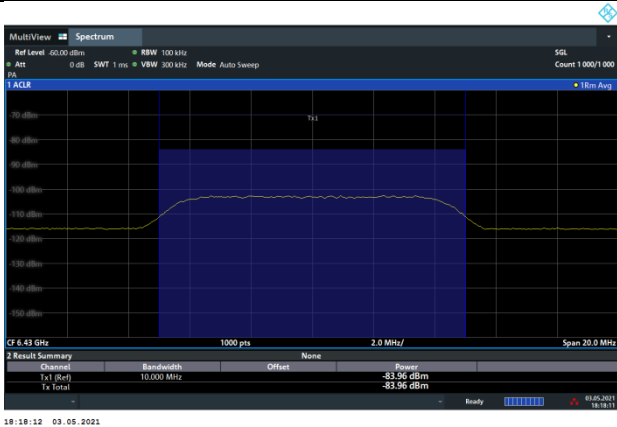 MultiView Spectrum
Ref Level -60.00 dBm RBW 100 kHz SGL
Att 0 dB SWT 1 ms VBW 300 kHz Mode Auto Sweep Count 1 000/1 000
PA
1 ACLR 1Rm Avg
-70 dBm
Tx1
-80 dBm
-90 dBm
-100 dBm
-110 dBm
-120 dBm
-130 dBm
-140 dBm
-150 dBm
CF 6.43 GHz 1000 pts 2.0 MHz/ Span 20.0 MHz
2 Result Summary None
Channel Bandwidth Offset Power
Tx1 (Ref) 10.000 MHz -83.96 dBm
Tx Total -83.96 dBm
Ready 03.05.2021
18:18:11
18:18:12 03.05.2021